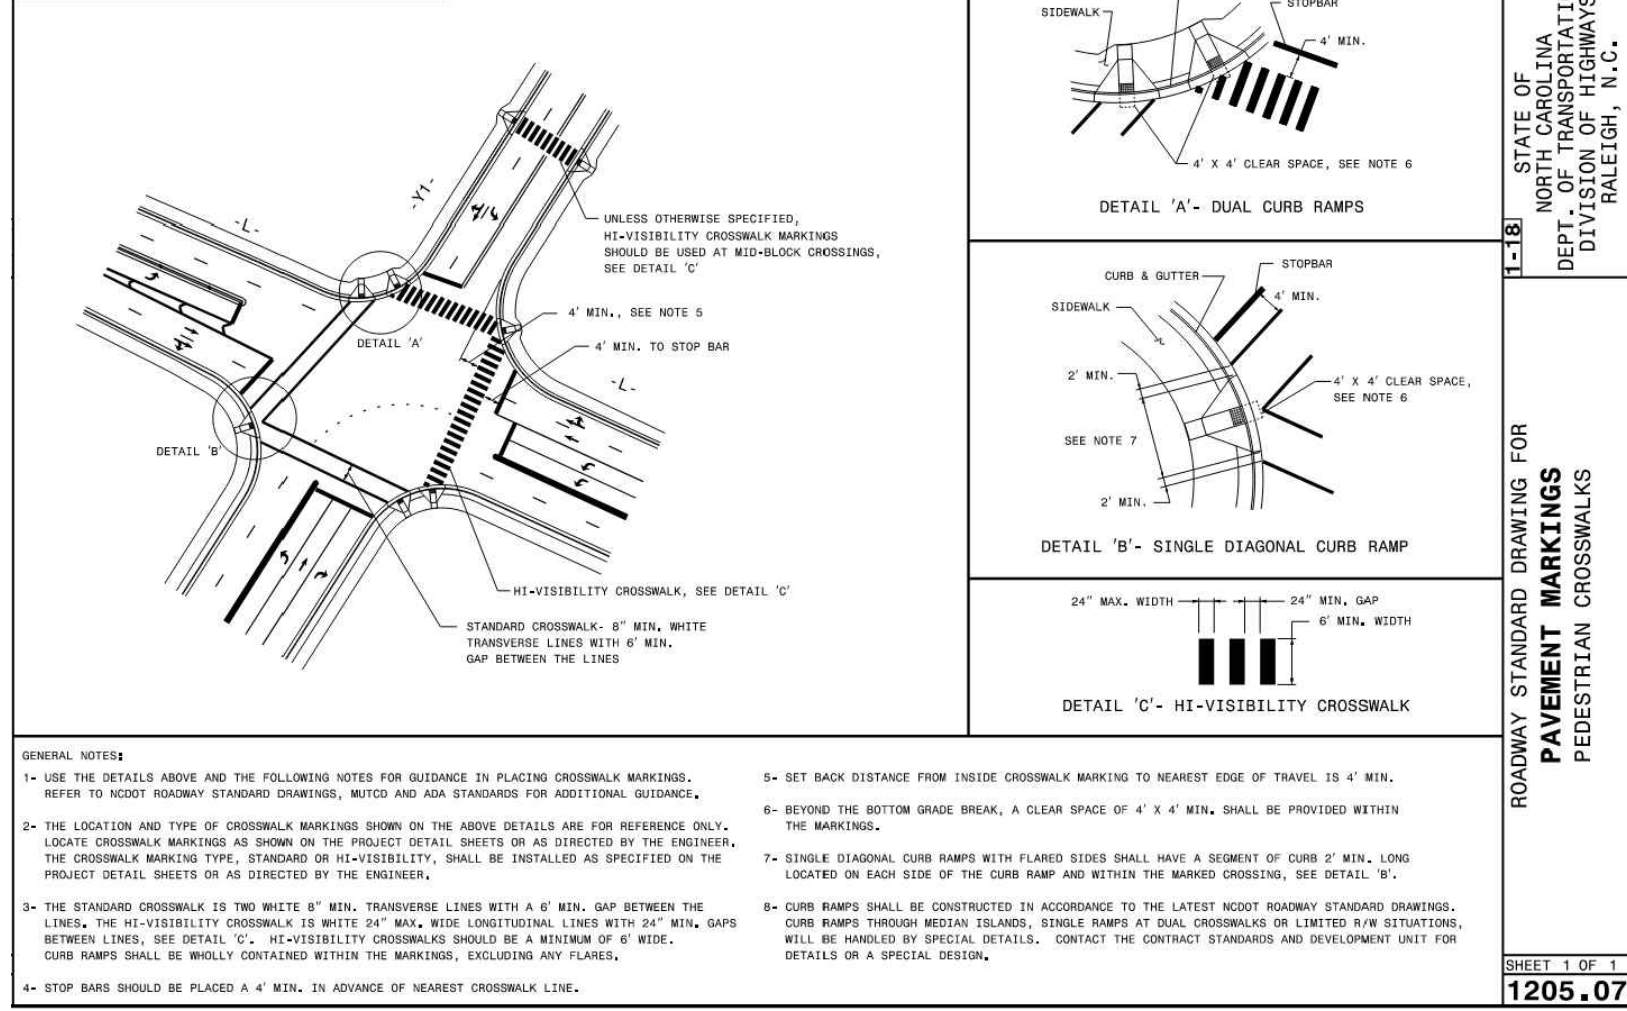 -L-
-Y1-
UNLESS OTHERWISE SPECIFIED,
HI-VISIBILITY CROSSWALK MARKINGS
SHOULD BE USED AT MID-BLOCK CROSSINGS,
SEE DETAIL 'C'
4' MIN., SEE NOTE 5
4' MIN. TO STOP BAR
DETAIL 'A'
-L-
DETAIL 'B'
HI-VISIBILITY CROSSWALK, SEE DETAIL 'C'
STANDARD CROSSWALK- 8" MIN. WHITE
TRANSVERSE LINES WITH 6' MIN.
GAP BETWEEN THE LINES
STOPBAR
SIDEWALK
4' MIN.
4' X 4' CLEAR SPACE, SEE NOTE 6
DETAIL 'A'- DUAL CURB RAMPS
STOPBAR
CURB & GUTTER
4' MIN.
SIDEWALK
2' MIN.
4' X 4' CLEAR SPACE,
SEE NOTE 6
SEE NOTE 7
2' MIN.
DETAIL 'B'- SINGLE DIAGONAL CURB RAMP
24" MAX. WIDTH
24" MIN. GAP
6' MIN. WIDTH
DETAIL 'C'- HI-VISIBILITY CROSSWALK
GENERAL NOTES:
1- USE THE DETAILS ABOVE AND THE FOLLOWING NOTES FOR GUIDANCE IN PLACING CROSSWALK MARKINGS.
REFER TO NCDOT ROADWAY STANDARD DRAWINGS, MUTCD AND ADA STANDARDS FOR ADDITIONAL GUIDANCE.
2- THE LOCATION AND TYPE OF CROSSWALK MARKINGS SHOWN ON THE ABOVE DETAILS ARE FOR REFERENCE ONLY.
LOCATE CROSSWALK MARKINGS AS SHOWN ON THE PROJECT DETAIL SHEETS OR AS DIRECTED BY THE ENGINEER.
THE CROSSWALK MARKING TYPE, STANDARD OR HI-VISIBILITY, SHALL BE INSTALLED AS SPECIFIED ON THE
PROJECT DETAIL SHEETS OR AS DIRECTED BY THE ENGINEER.
3- THE STANDARD CROSSWALK IS TWO WHITE 8" MIN. TRANSVERSE LINES WITH A 6' MIN. GAP BETWEEN THE
LINES. THE HI-VISIBILITY CROSSWALK IS WHITE 24" MAX. WIDE LONGITUDINAL LINES WITH 24" MIN. GAPS
BETWEEN LINES, SEE DETAIL 'C'. HI-VISIBILITY CROSSWALKS SHOULD BE A MINIMUM OF 6' WIDE.
CURB RAMPS SHALL BE WHOLLY CONTAINED WITHIN THE MARKINGS, EXCLUDING ANY FLARES.
4- STOP BARS SHOULD BE PLACED A 4' MIN. IN ADVANCE OF NEAREST CROSSWALK LINE.
5- SET BACK DISTANCE FROM INSIDE CROSSWALK MARKING TO NEAREST EDGE OF TRAVEL IS 4' MIN.
6- BEYOND THE BOTTOM GRADE BREAK, A CLEAR SPACE OF 4' X 4' MIN. SHALL BE PROVIDED WITHIN
THE MARKINGS.
7- SINGLE DIAGONAL CURB RAMPS WITH FLARED SIDES SHALL HAVE A SEGMENT OF CURB 2' MIN. LONG
LOCATED ON EACH SIDE OF THE CURB RAMP AND WITHIN THE MARKED CROSSING, SEE DETAIL 'B'.
8- CURB RAMPS SHALL BE CONSTRUCTED IN ACCORDANCE TO THE LATEST NCDOT ROADWAY STANDARD DRAWINGS.
CURB RAMPS THROUGH MEDIAN ISLANDS, SINGLE RAMPS AT DUAL CROSSWALKS OR LIMITED R/W SITUATIONS,
WILL BE HANDLED BY SPECIAL DETAILS. CONTACT THE CONTRACT STANDARDS AND DEVELOPMENT UNIT FOR
DETAILS OR A SPECIAL DESIGN.
1-18
STATE OF
NORTH CAROLINA
DEPT. OF TRANSPORTATI
DIVISION OF HIGHWAYS
RALEIGH, N.C.
ROADWAY STANDARD DRAWING FOR
PAVEMENT MARKINGS
PEDESTRIAN CROSSWALKS
SHEET 1 OF 1
1205.07